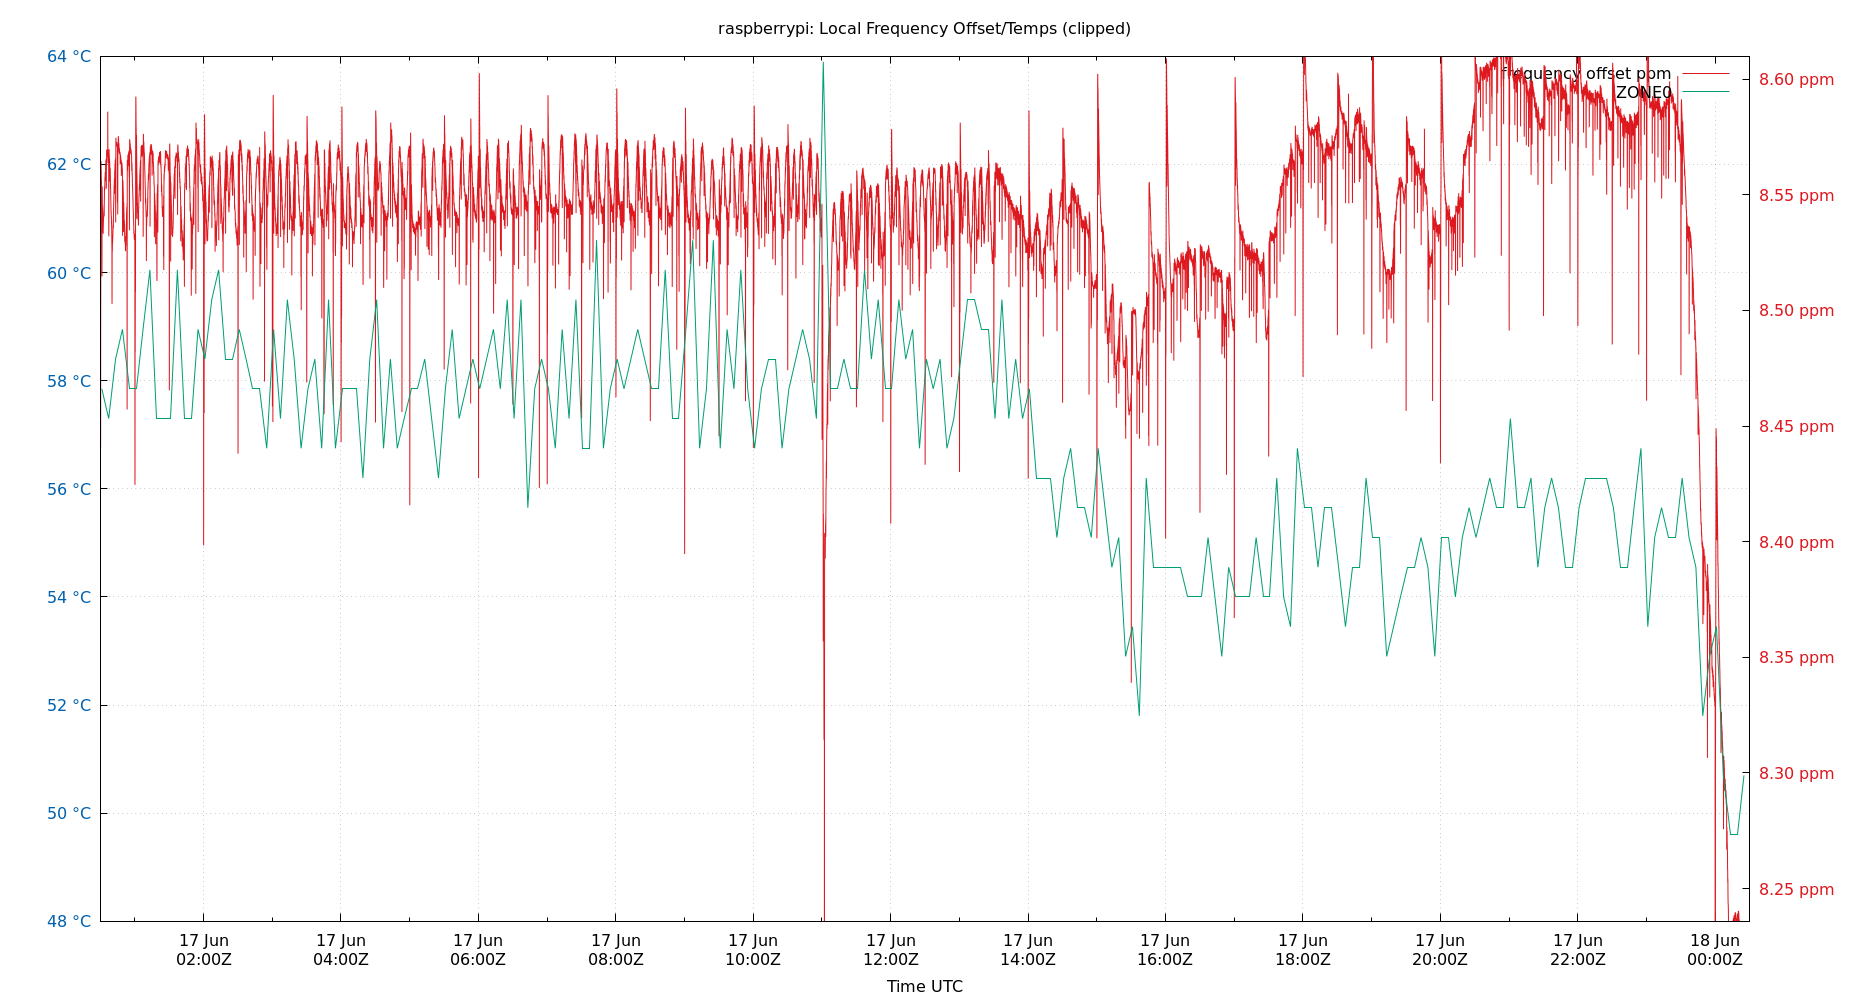 raspberrypi: Local Frequency Offset/Temps (clipped)
64 °C
62 °C
60 °C
58 °C
56 °C
54 °C
52 °C
50 °C
48 °C
frequency offset ppm
ZONE0
8.60 ppm
8.55 ppm
8.50 ppm
8.45 ppm
8.40 ppm
8.35 ppm
8.30 ppm
8.25 ppm
17 Jun 17 Jun 17 Jun 17 Jun 17 Jun 17 Jun 17 Jun 17 Jun 17 Jun 17 Jun 17 Jun 18 Jun
02:00Z 04:00Z 06:00Z 08:00Z 10:00Z 12:00Z 14:00Z 16:00Z 18:00Z 20:00Z 22:00Z 00:00Z
Time UTC